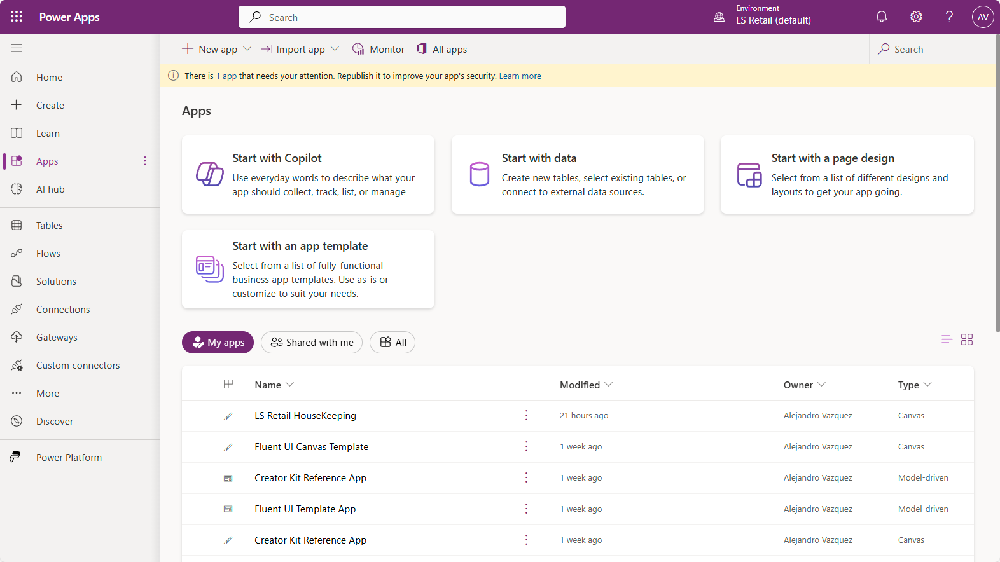 Power Apps
Search
Environment
LS Retail (default)
AV
New app
Import app
Monitor
All apps
Search
There is 1 app that needs your attention. Republish it to improve your app's security. Learn more
Home
Create
Learn
Apps
AI hub
Tables
Flows
Solutions
Connections
Gateways
Custom connectors
More
Discover
Power Platform
Apps
Start with Copilot
Use everyday words to describe what your
app should collect, track, list, or manage
Start with data
Create new tables, select existing tables, or
connect to external data sources.
Start with a page design
Select from a list of different designs and
layouts to get your app going.
Start with an app template
Select from a list of fully-functional
business app templates. Use as-is or
customize to suit your needs.
My apps
Shared with me
All
Name Modified Owner Type
LS Retail HouseKeeping 21 hours ago Alejandro Vazquez Canvas
Fluent UI Canvas Template 1 week ago Alejandro Vazquez Canvas
Creator Kit Reference App 1 week ago Alejandro Vazquez Model-driven
Fluent UI Template App 1 week ago Alejandro Vazquez Model-driven
Creator Kit Reference App 1 week ago Alejandro Vazquez Canvas